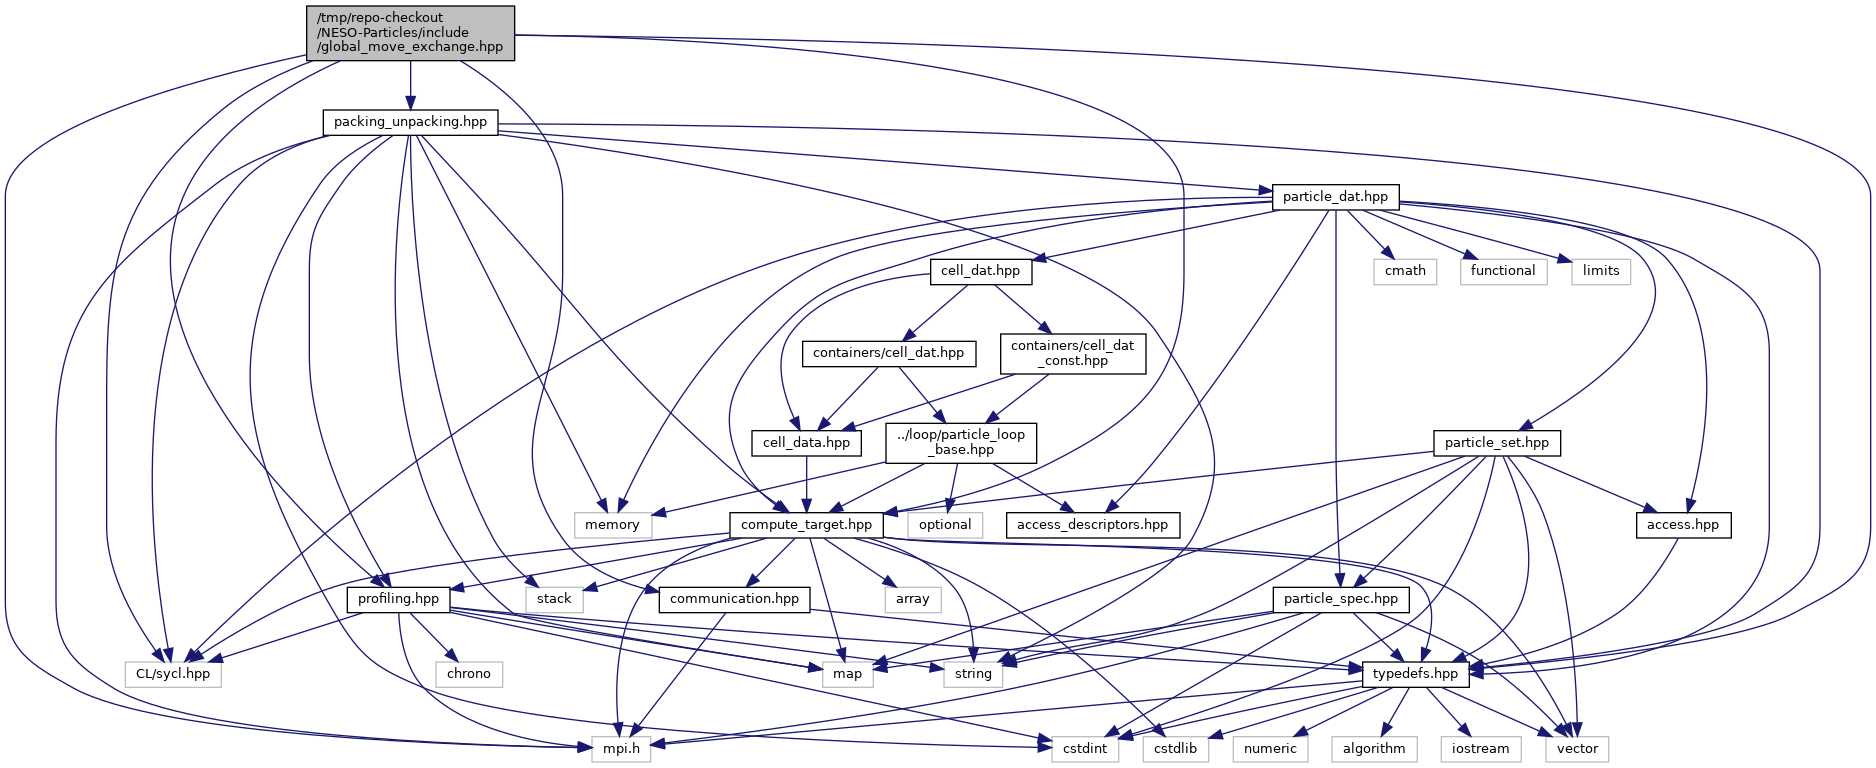 /tmp/repo-checkout
/NESO-Particles/include
/global_move_exchange.hpp
packing_unpacking.hpp
particle_dat.hpp
cell_dat.hpp
cmath
functional
limits
containers/cell_dat.hpp
containers/cell_dat
_const.hpp
cell_data.hpp
../loop/particle_loop
_base.hpp
particle_set.hpp
memory
compute_target.hpp
optional
access_descriptors.hpp
access.hpp
profiling.hpp
stack
communication.hpp
array
particle_spec.hpp
CL/sycl.hpp
chrono
map
string
typedefs.hpp
mpi.h
cstdint
cstdlib
numeric
algorithm
iostream
vector